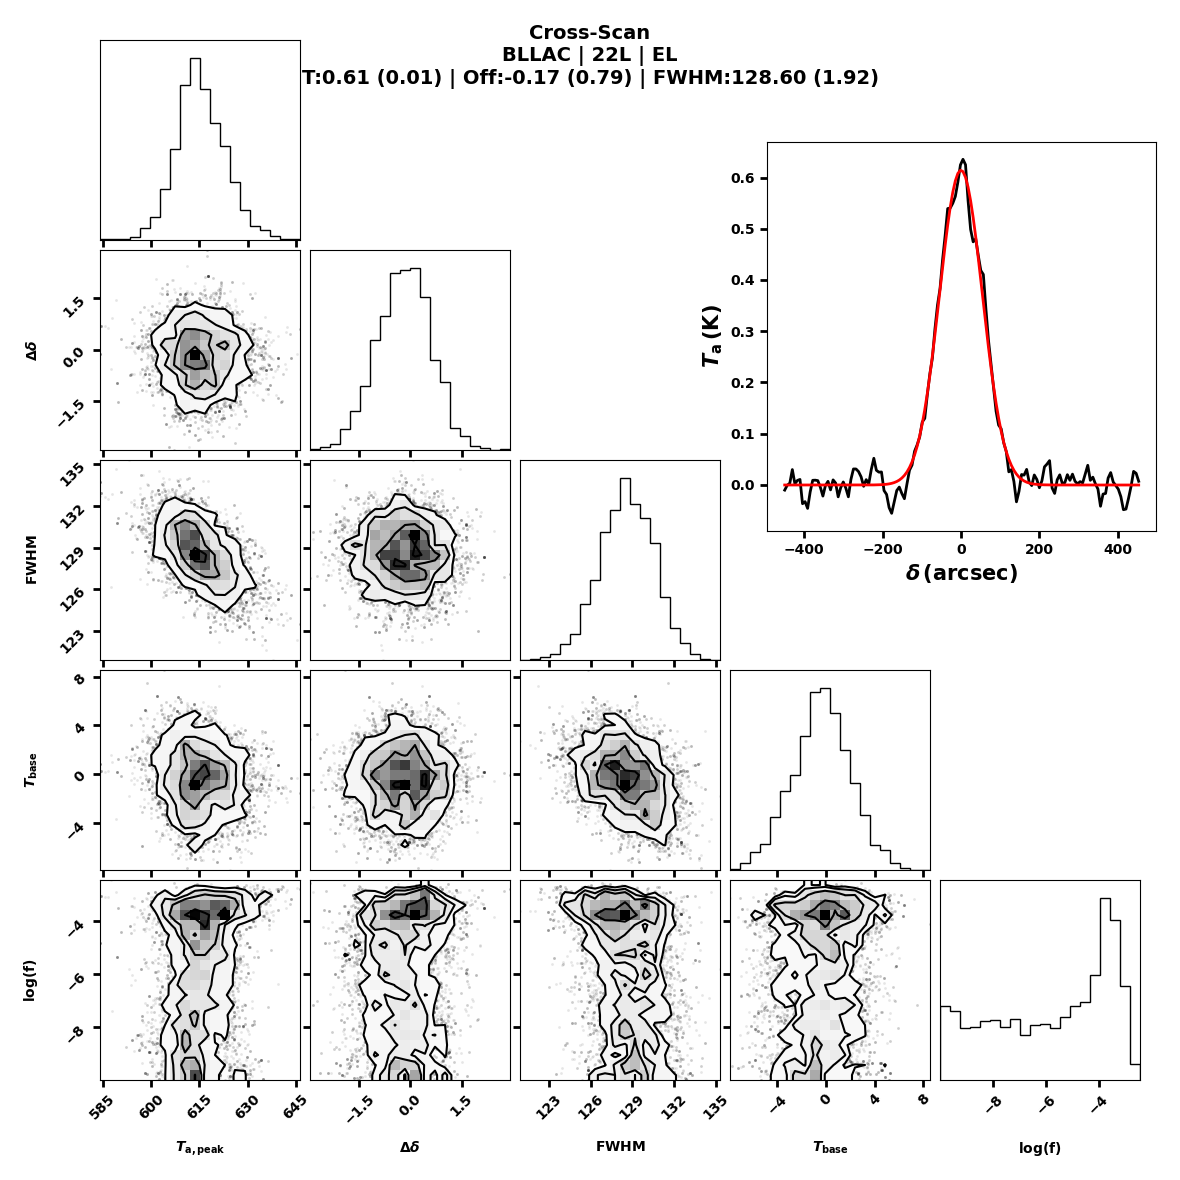 Cross-Scan
BLLAC | 22L | EL
T:0.61 (0.01) | Off:-0.17 (0.79) | FWHM:128.60 (1.92)
0.6
0.5
0.4
0.3
0.2
0.1
0.0
Ta (K)
−400 −200 0 200 400
δ (arcsec)
1.5
0.0
−1.5
Δδ
135
132
129
126
123
FWHM
8
4
0
−4
Tbase
−4
−6
−8
log(f)
585 600 615 630 645
−1.5 0.0 1.5
123 126 129 132 135
−4 0 4 8
−8 −6 −4
Ta,peak
Δδ
FWHM
Tbase
log(f)